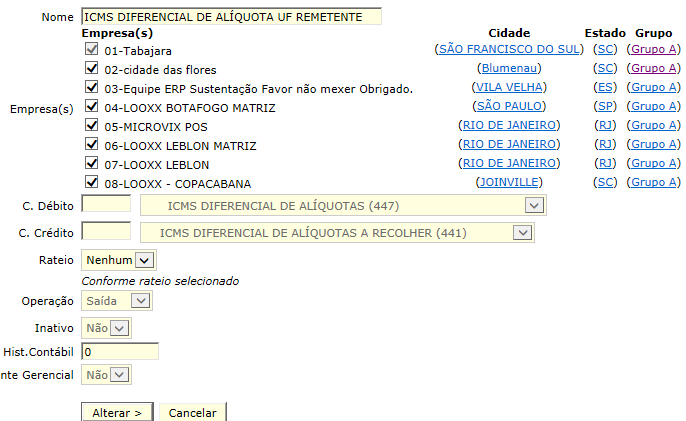 Nome ICMS DIFERENCIAL DE ALÍQUOTA UF REMETENTE
Empresa(s) Cidade Estado Grupo
01-Tabajara (SÃO FRANCISCO DO SUL) (SC) (Grupo A)
02-cidade das flores (Blumenau) (SC) (Grupo A)
03-Equipe ERP Sustentação Favor não mexer Obrigado. (VILA VELHA) (ES) (Grupo A)
Empresa(s) 04-LOOXX BOTAFOGO MATRIZ (SÃO PAULO) (SP) (Grupo A)
05-MICROVIX POS (RIO DE JANEIRO) (RJ) (Grupo A)
06-LOOXX LEBLON MATRIZ (RIO DE JANEIRO) (RJ) (Grupo A)
07-LOOXX LEBLON (RIO DE JANEIRO) (RJ) (Grupo A)
08-LOOXX - COPACABANA (JOINVILLE) (SC) (Grupo A)
C. Débito ICMS DIFERENCIAL DE ALÍQUOTAS (447)
C. Crédito ICMS DIFERENCIAL DE ALÍQUOTAS A RECOLHER (441)
Rateio Nenhum
Conforme rateio selecionado
Operação Saída
Inativo Não
Hist.Contábil 0
nte Gerencial Não
Alterar > Cancelar